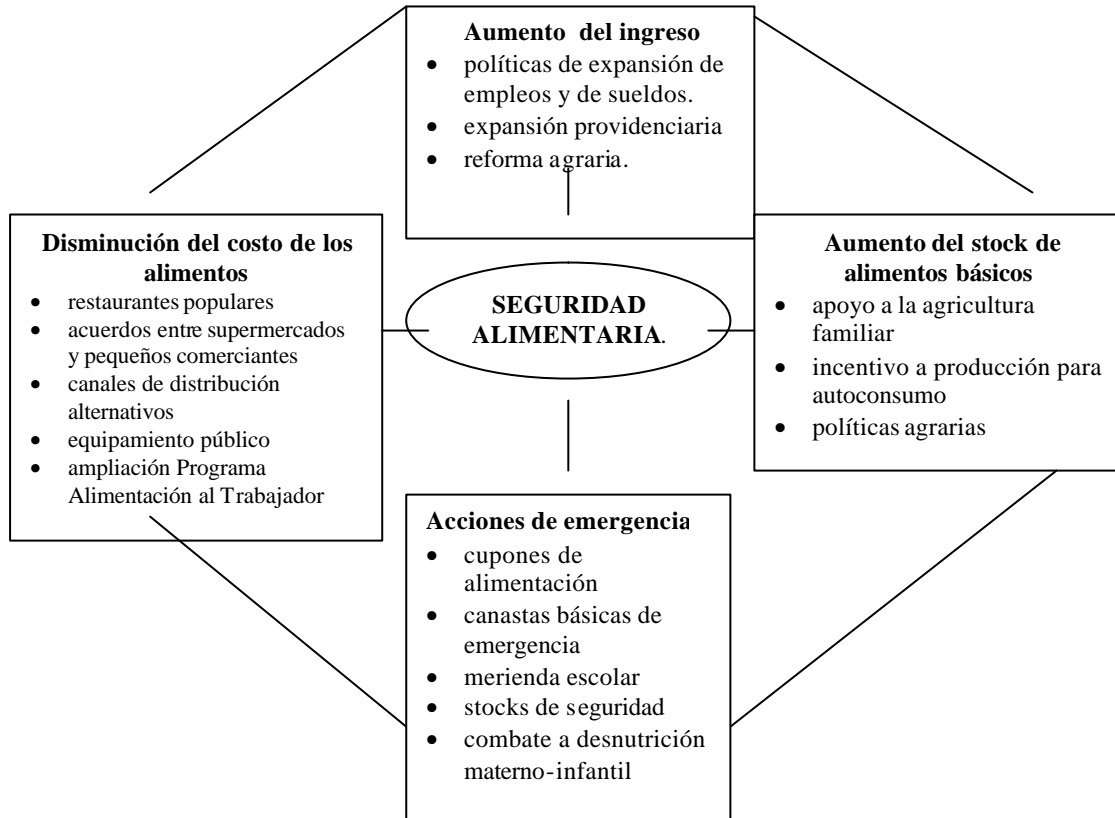 Aumento del ingreso
• políticas de expansión de
empleos y de sueldos.
• expansión providenciaria
• reforma agraria.
Disminución del costo de los
alimentos
• restaurantes populares
• acuerdos entre supermercados
y pequeños comerciantes
• canales de distribución
alternativos
• equipamiento público
• ampliación Programa
Alimentación al Trabajador
SEGURIDAD
ALIMENTARIA.
Aumento del stock de
alimentos básicos
• apoyo a la agricultura
familiar
• incentivo a producción para
autoconsumo
• políticas agrarias
Acciones de emergencia
• cupones de
alimentación
• canastas básicas de
emergencia
• merienda escolar
• stocks de seguridad
• combate a desnutrición
materno-infantil